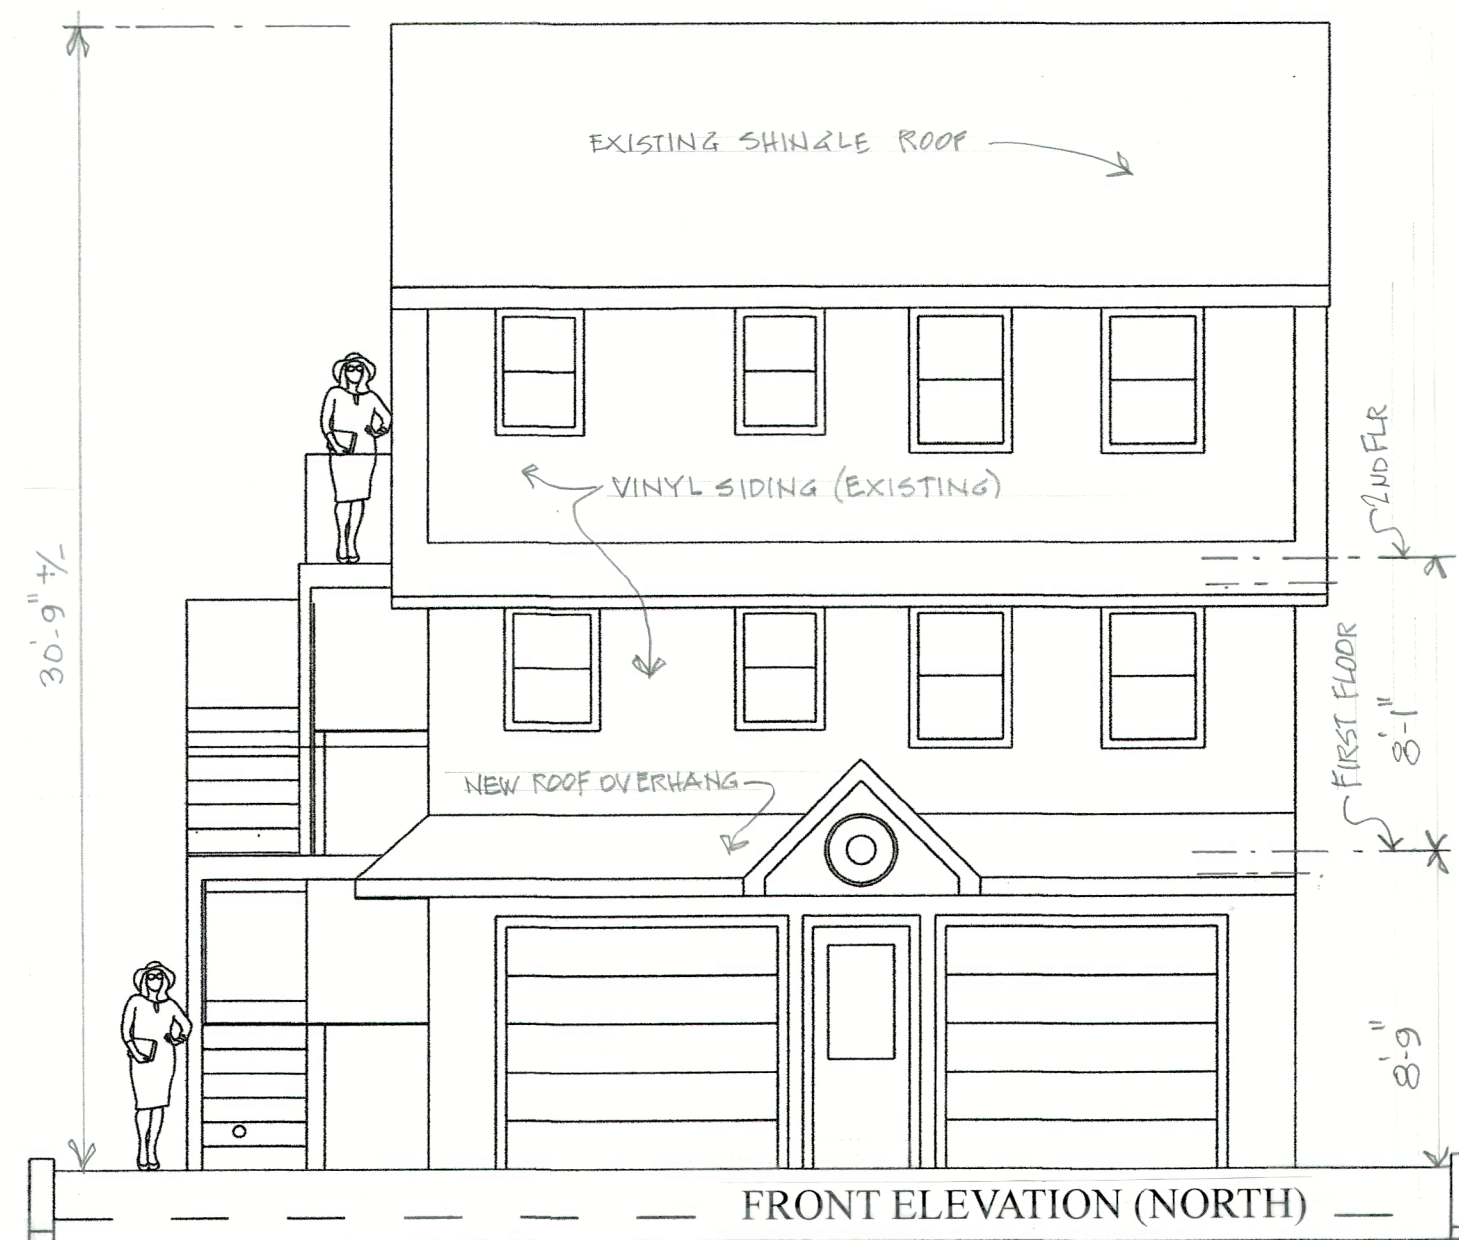 EXISTING SHINGLE ROOF
VINYL SIDING (EXISTING)
2ND FLR
30'-9" +/-
FIRST FLOOR
8'-1"
NEW ROOF OVERHANG
8'-9"
FRONT ELEVATION (NORTH)